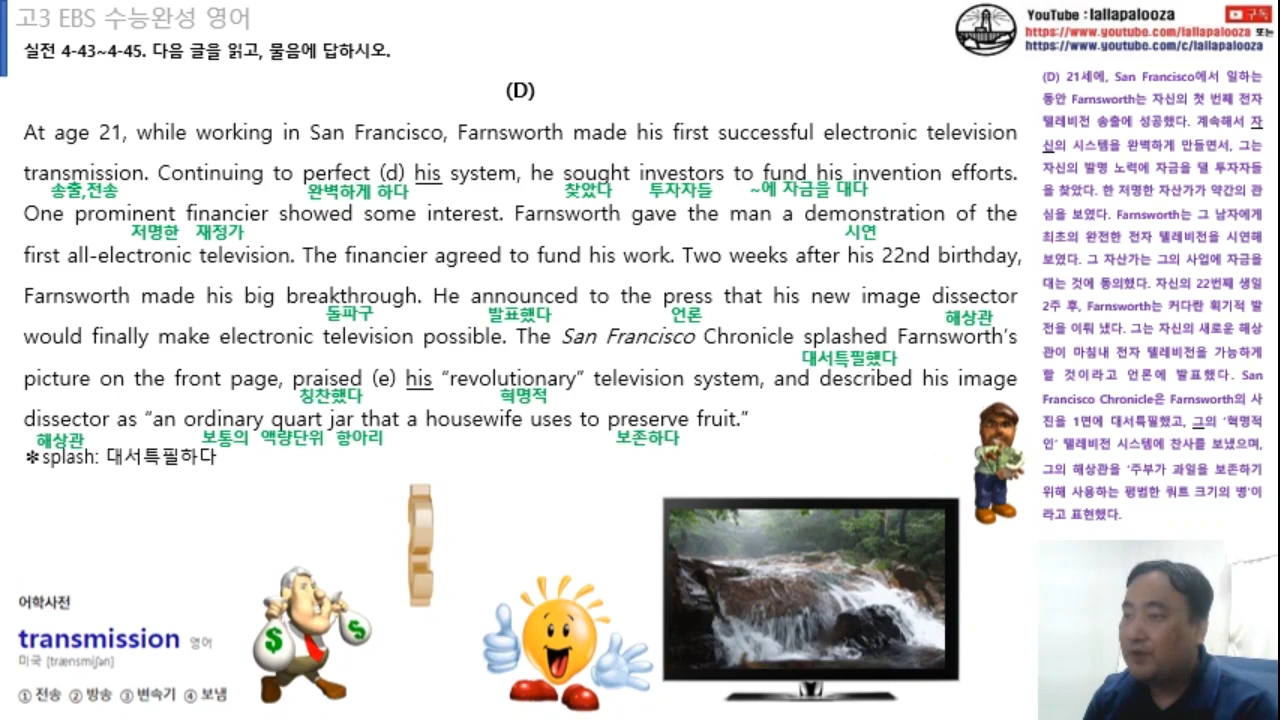 고3 EBS 수능완성 영어
실전 4-43~4-45. 다음 글을 읽고, 물음에 답하시오.
YouTube : lallapalooza
구독
https://www.youtube.com/lallapalooza 또는
https://www.youtube.com/c/lallapalooza
(D)
At age 21, while working in San Francisco, Farnsworth made his first successful electronic television
transmission. Continuing to perfect (d) his system, he sought investors to fund his invention efforts.
송출,전송 완벽하게 하다 찾았다 투자자들 ~에 자금을 대다
One prominent financier showed some interest. Farnsworth gave the man a demonstration of the
저명한 재정가 시연
first all-electronic television. The financier agreed to fund his work. Two weeks after his 22nd birthday,
Farnsworth made his big breakthrough. He announced to the press that his new image dissector
돌파구 발표했다 언론 해상관
would finally make electronic television possible. The San Francisco Chronicle splashed Farnsworth's
대서특필했다
picture on the front page, praised (e) his “revolutionary” television system, and described his image
칭찬했다 혁명적
dissector as “an ordinary quart jar that a housewife uses to preserve fruit.”
해상관 보통의 액량단위 항아리 보존하다
✻splash: 대서특필하다
(D) 21세에, San Francisco에서 일하는
동안 Farnsworth는 자신의 첫 번째 전자
텔레비전 송출에 성공했다. 계속해서 자
신의 시스템을 완벽하게 만들면서, 그는
자신의 발명 노력에 자금을 댈 투자자들
을 찾았다. 한 저명한 자산가가 약간의 관
심을 보였다. Farnsworth는 그 남자에게
최초의 완전한 전자 텔레비전을 시연해
보였다. 그 자산가는 그의 사업에 자금을
대는 것에 동의했다. 자신의 22번째 생일
2주 후, Farnsworth는 커다란 획기적 발
전을 이뤄 냈다. 그는 자신의 새로운 해상
관이 마침내 전자 텔레비전을 가능하게
할 것이라고 언론에 발표했다. San
Francisco Chronicle은 Farnsworth의 사
진을 1면에 대서특필했고, 그의 ‘혁명적
인’ 텔레비전 시스템에 찬사를 보냈으며,
그의 해상관을 ‘주부가 과일을 보존하기
위해 사용하는 평범한 쿼트 크기의 병’이
라고 표현했다.
어학사전
transmission 영어
미국 [trænsmíʃən]
① 전송 ② 방송 ③ 변속기 ④ 보냄
$ $